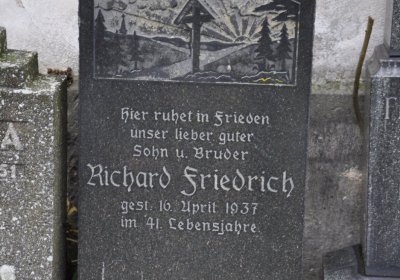 Hier ruhet in Frieden
unser lieber guter
Sohn u. Bruder
Richard Friedrich
gest. 16. April 1937
im 41. Lebensjahre.